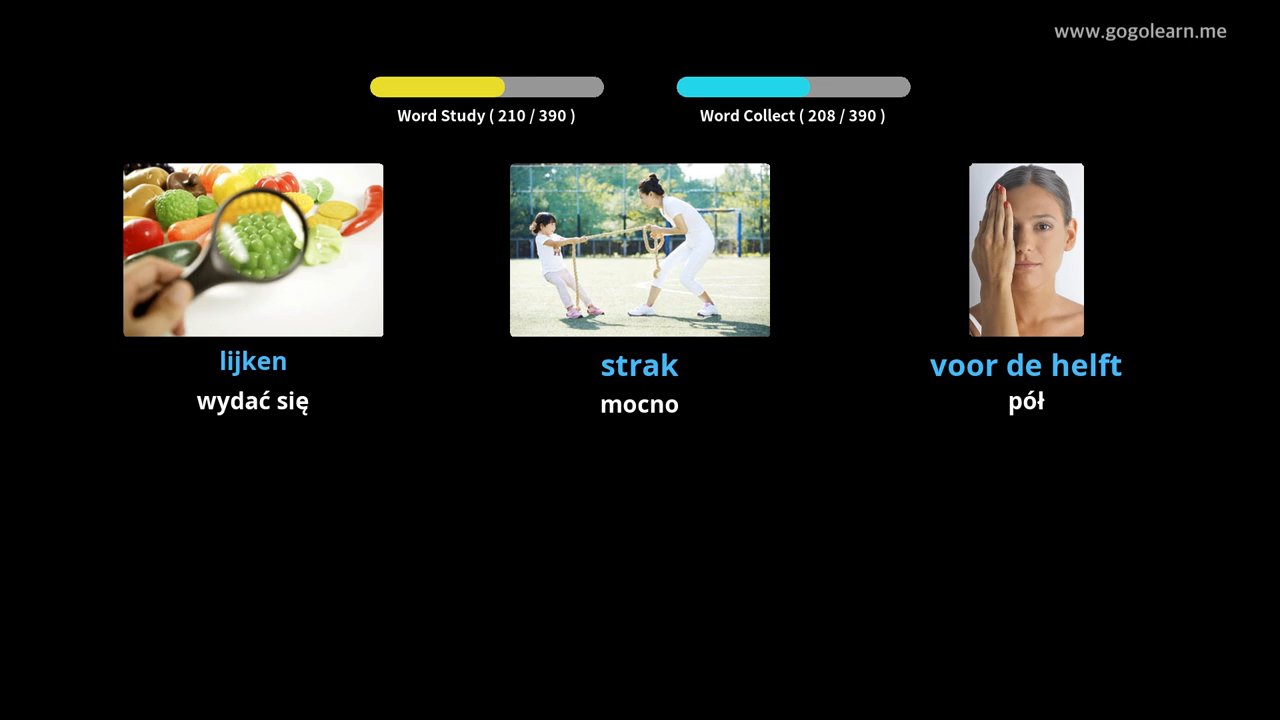 www.gogolearn.me
Word Study ( 210 / 390 )
Word Collect ( 208 / 390 )
lijken
wydać się
strak
mocno
voor de helft
pół